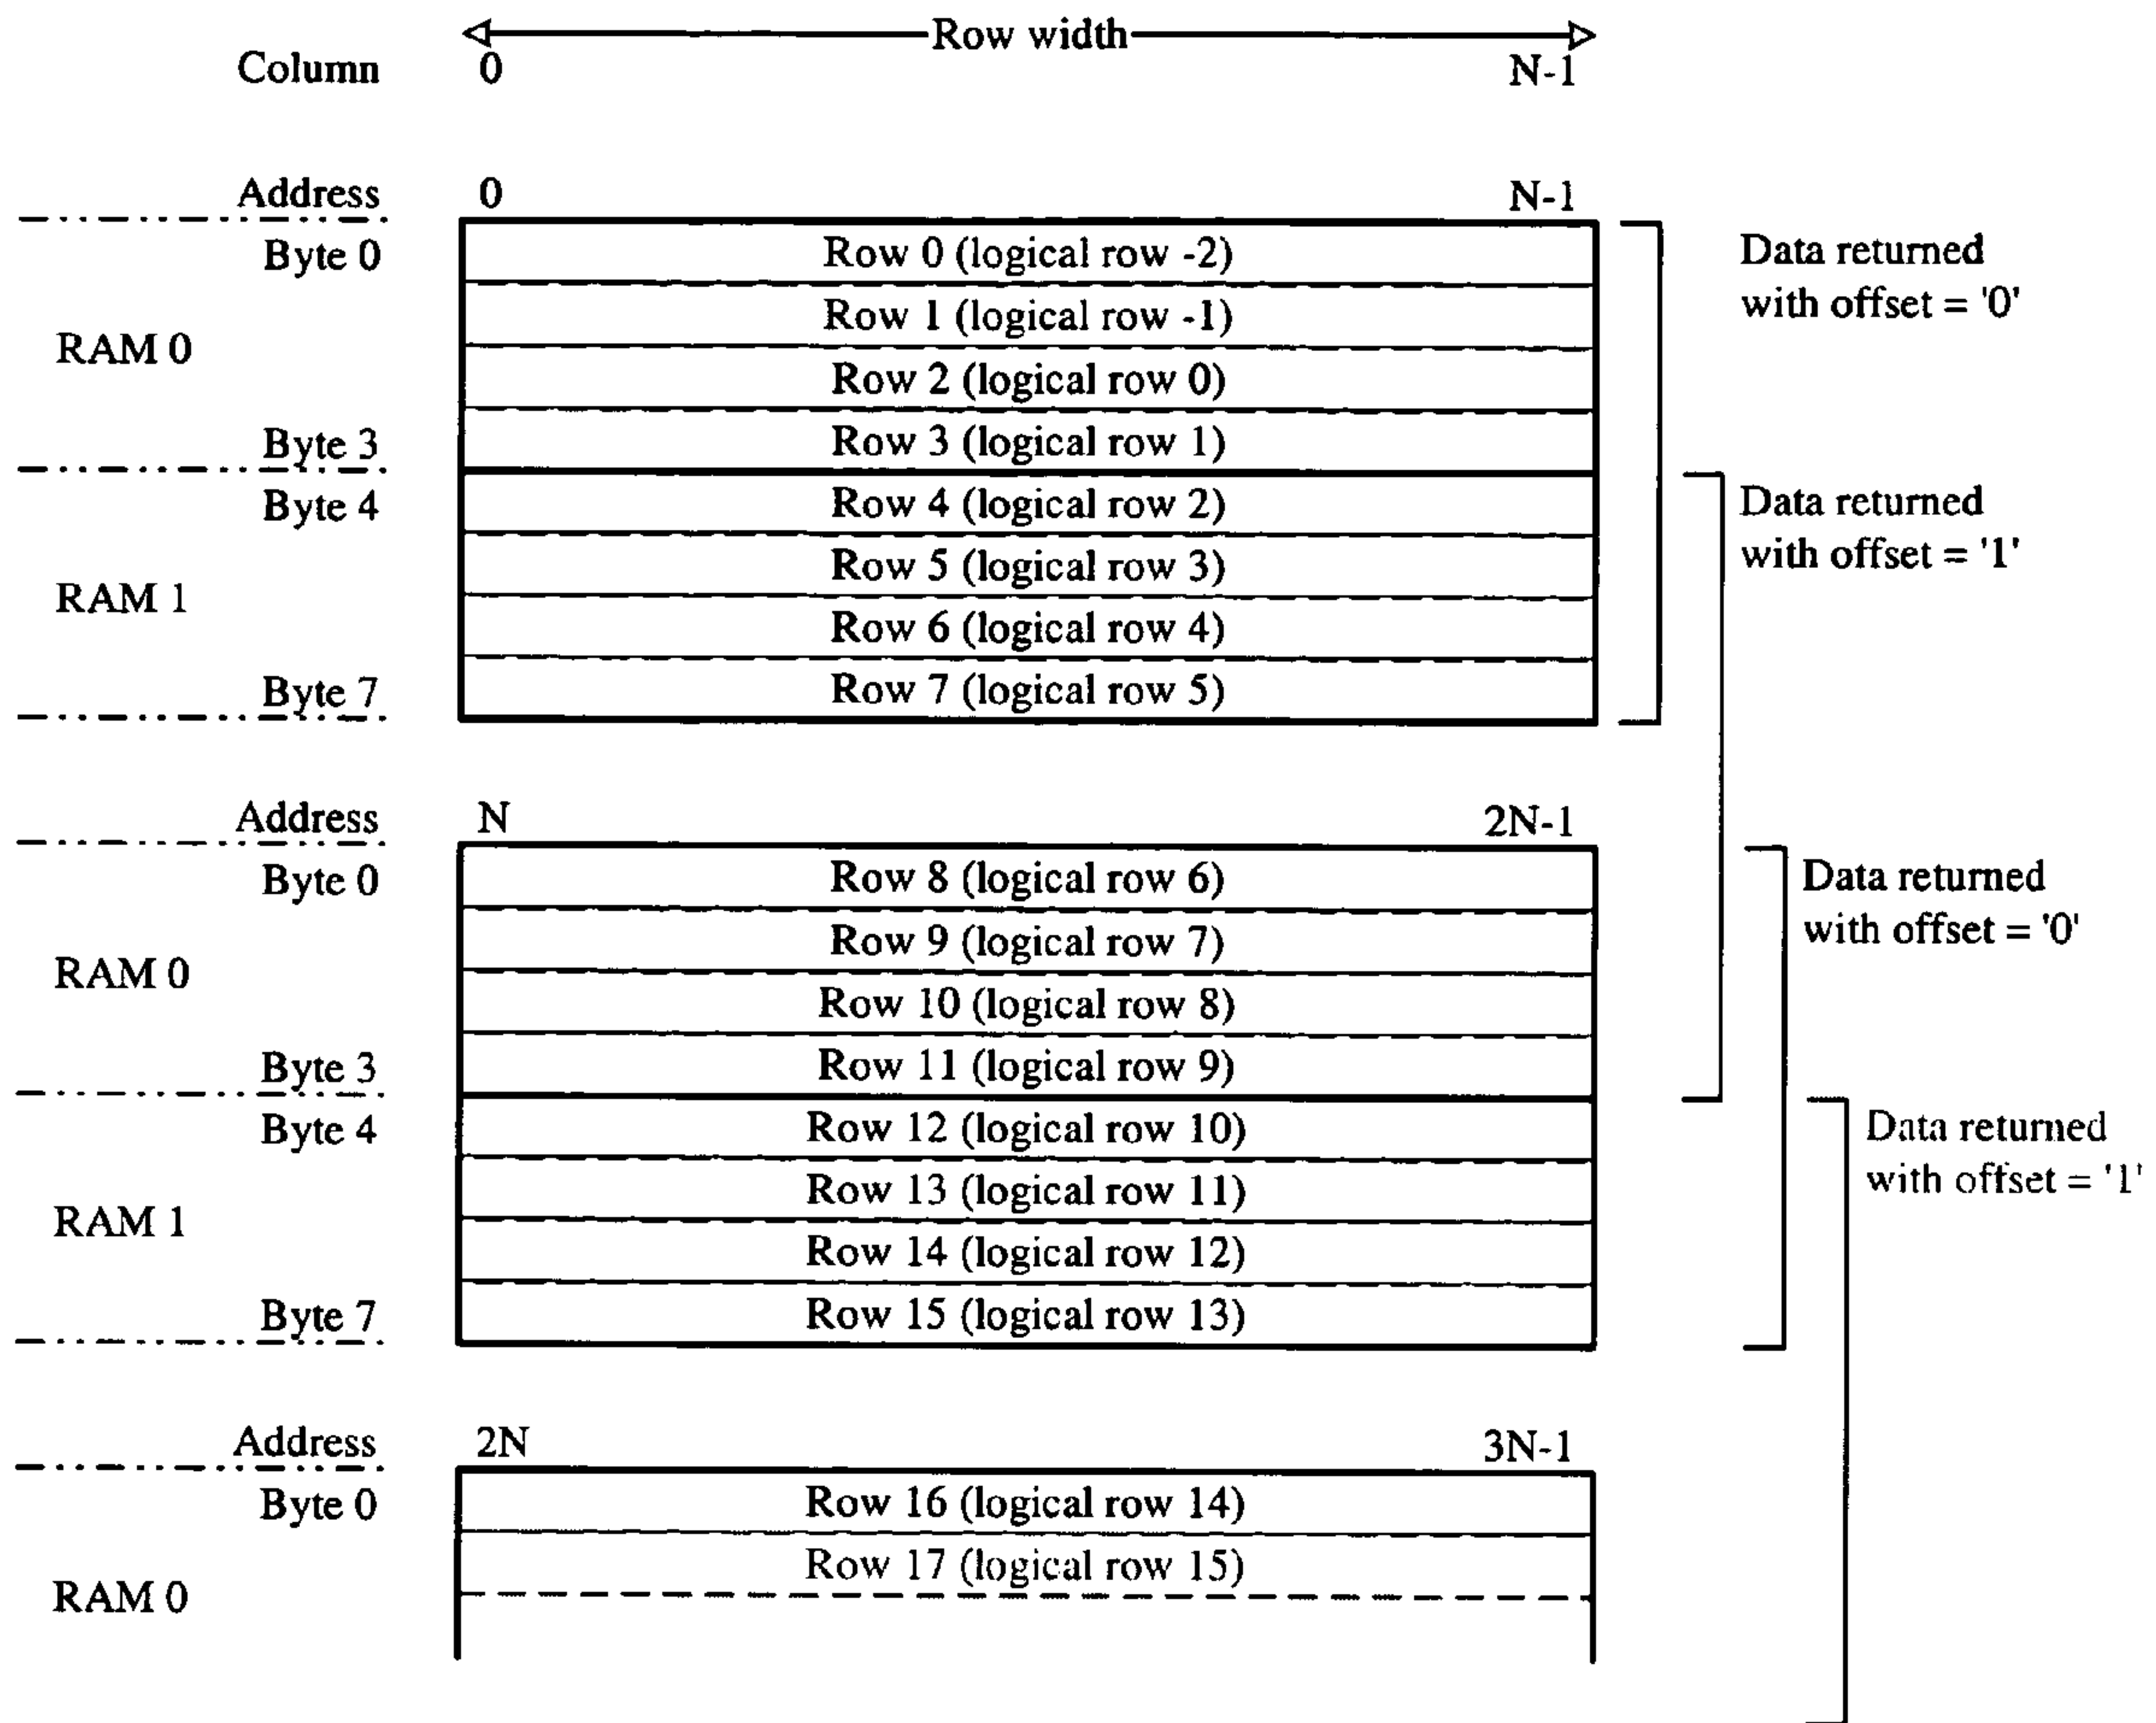 Row width
Column 0 N-1
Address 0 N-1
Byte 0 Row 0 (logical row -2) Data returned
Row 1 (logical row -1) with offset = '0'
RAM 0
Row 2 (logical row 0)
Byte 3 Row 3 (logical row 1)
Byte 4 Row 4 (logical row 2) Data returned
Row 5 (logical row 3) with offset = '1'
RAM 1
Row 6 (logical row 4)
Byte 7 Row 7 (logical row 5)
Address N 2N-1
Byte 0 Row 8 (logical row 6) Data returned
Row 9 (logical row 7) with offset = '0'
RAM 0
Row 10 (logical row 8)
Byte 3 Row 11 (logical row 9)
Byte 4 Row 12 (logical row 10) Data returned
Row 13 (logical row 11) with offset = '1'
RAM 1
Row 14 (logical row 12)
Byte 7 Row 15 (logical row 13)
Address 2N 3N-1
Byte 0 Row 16 (logical row 14)
Row 17 (logical row 15)
RAM 0